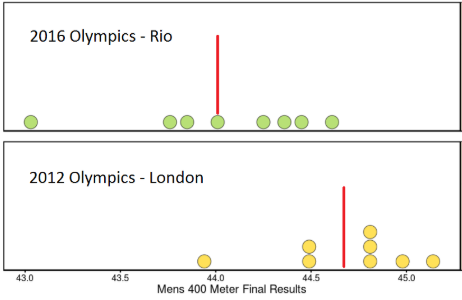 2016 Olympics - Rio
2012 Olympics - London
43.0 43.5 44.0 44.5 45.0
Mens 400 Meter Final Results